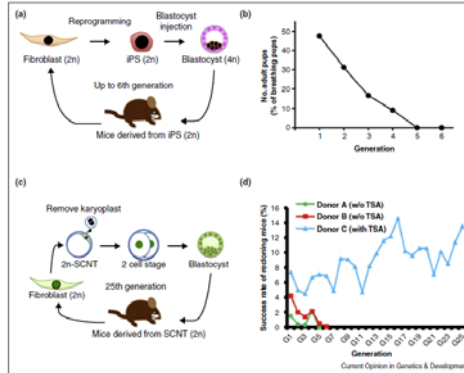 (a)
Reprogramming
Blastocyst
injection
Fibroblast (2n)
iPS (2n)
Blastocyst (4n)
Up to 6th generation
Mice derived from iPS (2n)
(b)
No. adult pups
(% of breathing pups)
50
40
30
20
10
0
1 2 3 4 5 6
Generation
(c)
Remove karyoplast
2n-SCNT
2 cell stage
Blastocyst
Fibroblast (2n)
25th generation
Mice derived from SCNT (2n)
(d)
Donor A (w/o TSA)
Donor B (w/o TSA)
Donor C (with TSA)
Success rate of recloning mice (%)
18
16
14
12
10
8
6
4
2
0
G1 G3 G5 G7 G9 G11 G13 G15 G17 G19 G21 G23 G25
Generation
Current Opinion in Genetics & Developme